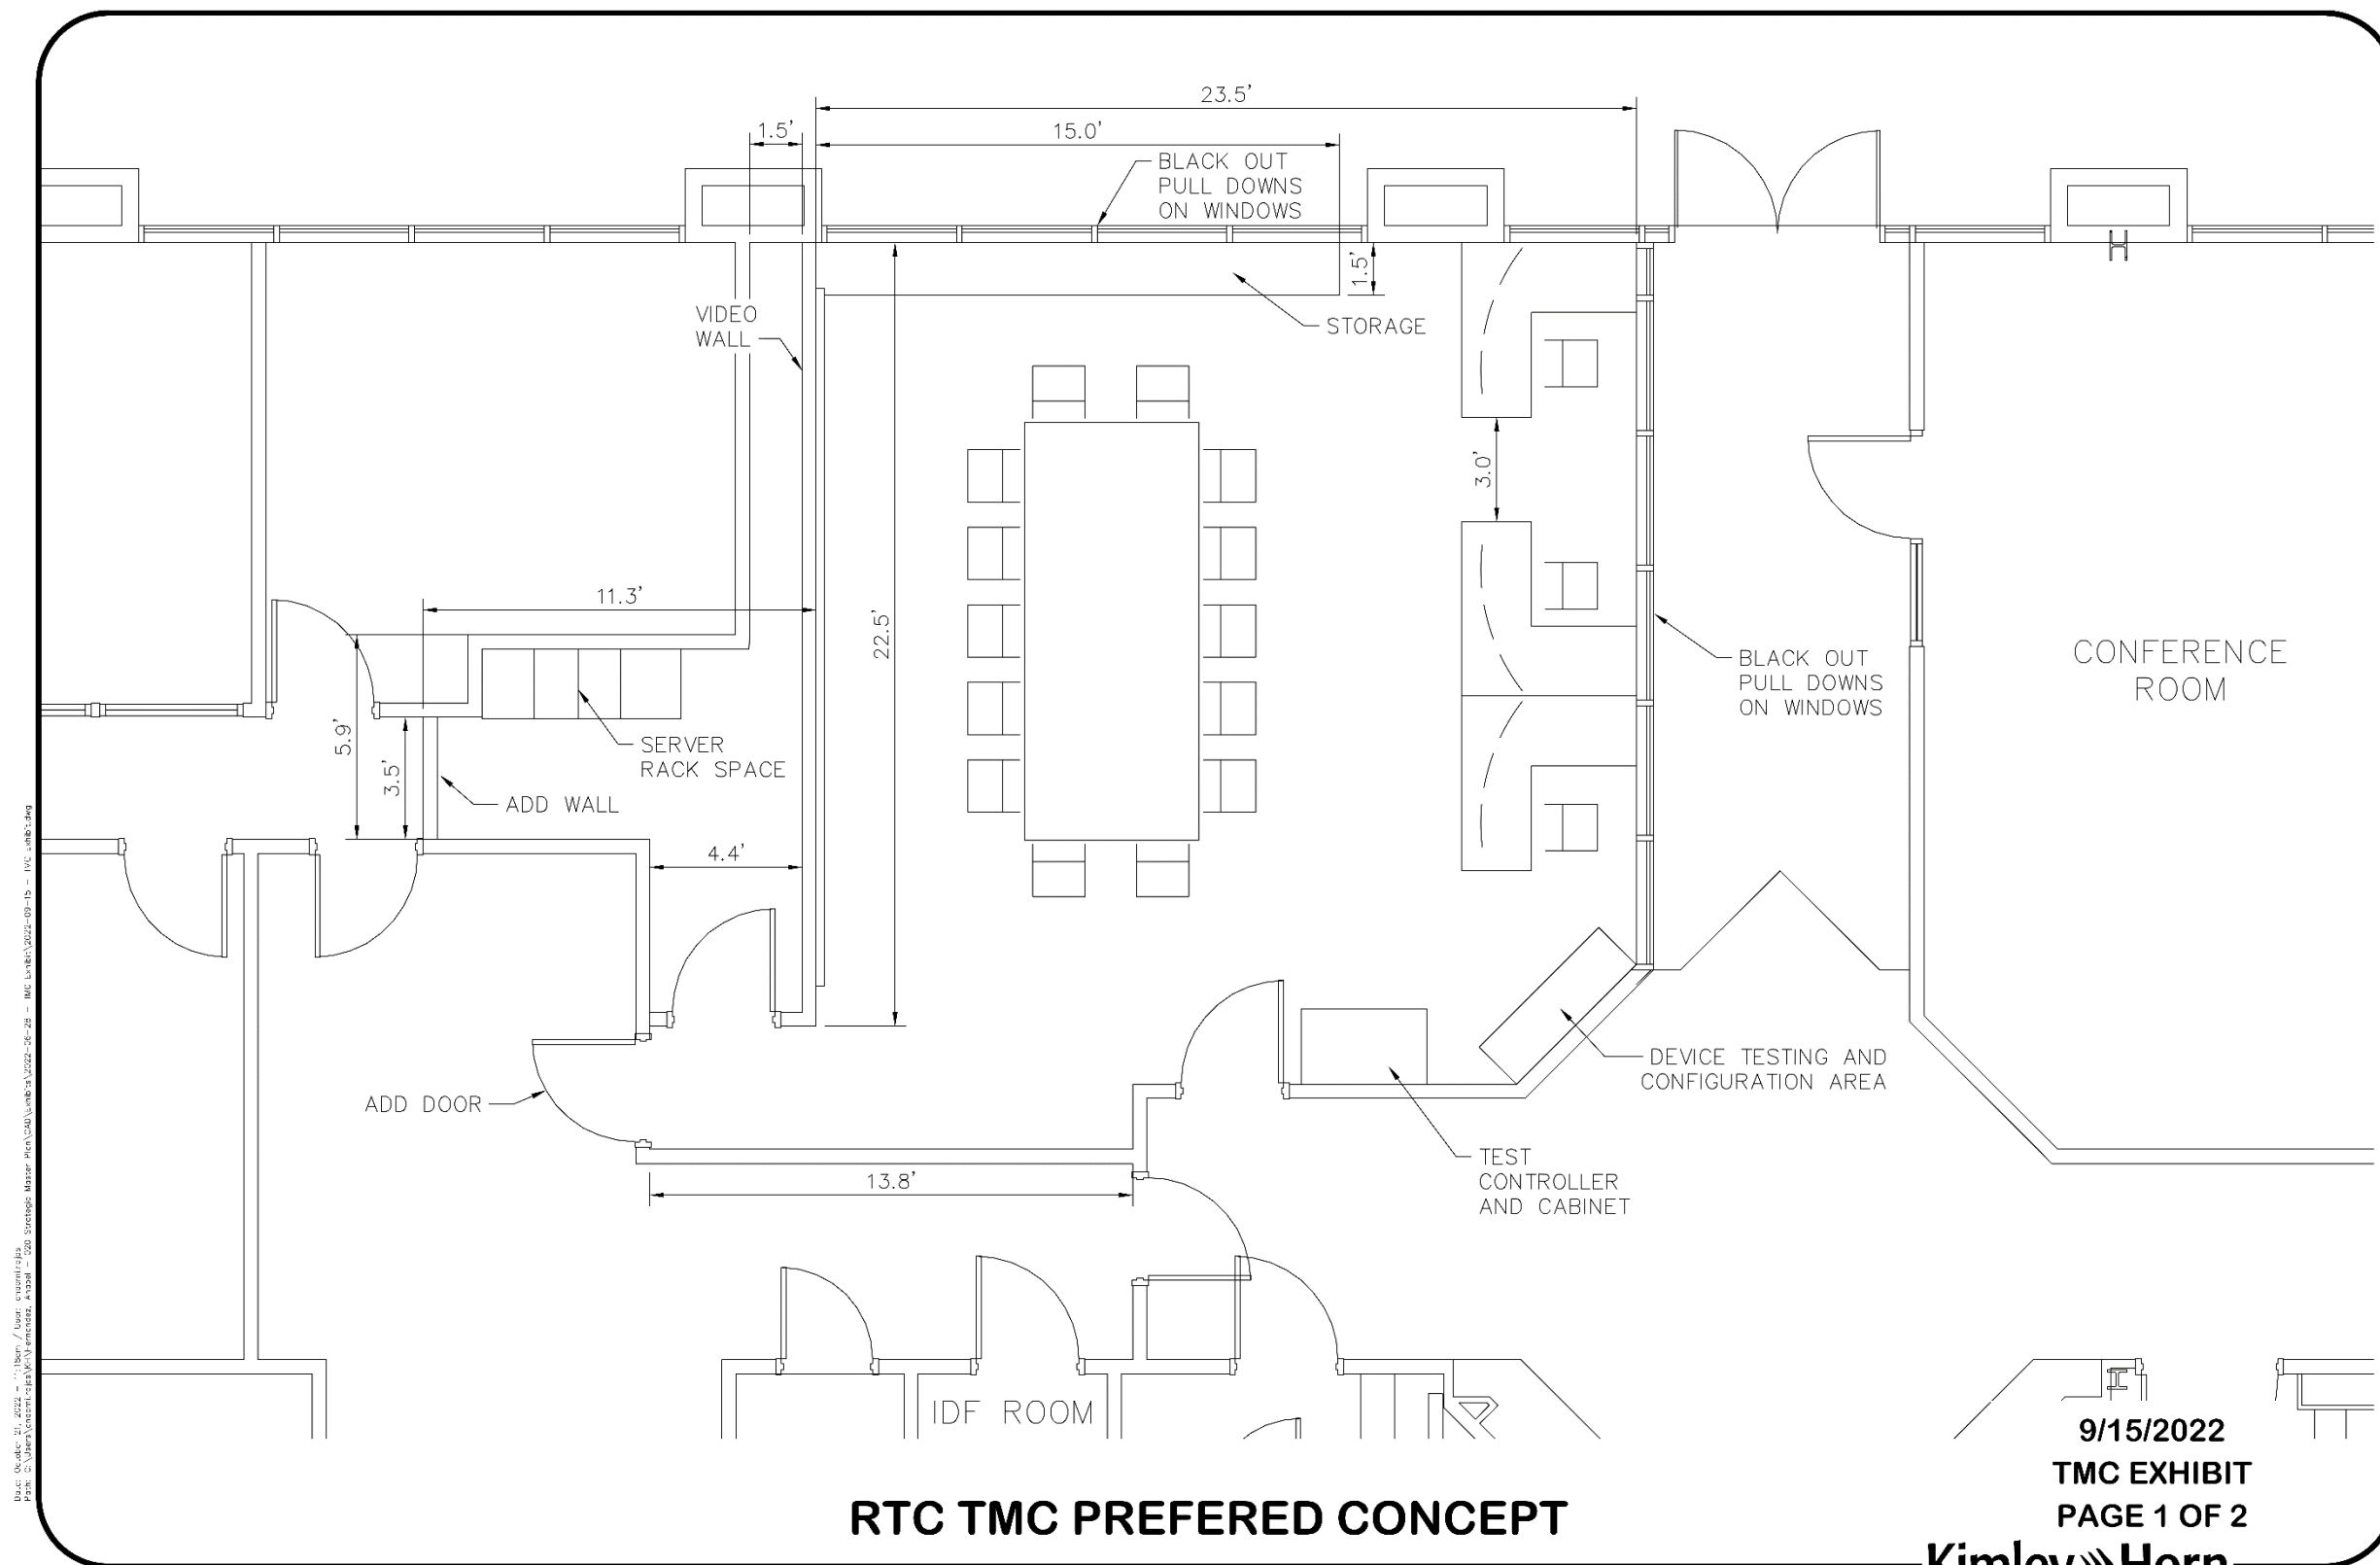 23.5'
1.5'
15.0'
BLACK OUT
PULL DOWNS
ON WINDOWS
1.5'
VIDEO
WALL
STORAGE
3.0'
11.3'
22.5'
CONFERENCE
ROOM
BLACK OUT
PULL DOWNS
ON WINDOWS
5.9'
3.5'
SERVER
RACK SPACE
ADD WALL
4.4'
DEVICE TESTING AND
CONFIGURATION AREA
ADD DOOR
TEST
CONTROLLER
AND CABINET
13.8'
IDF ROOM
9/15/2022
TMC EXHIBIT
PAGE 1 OF 2
RTC TMC PREFERED CONCEPT
Kimley Horn